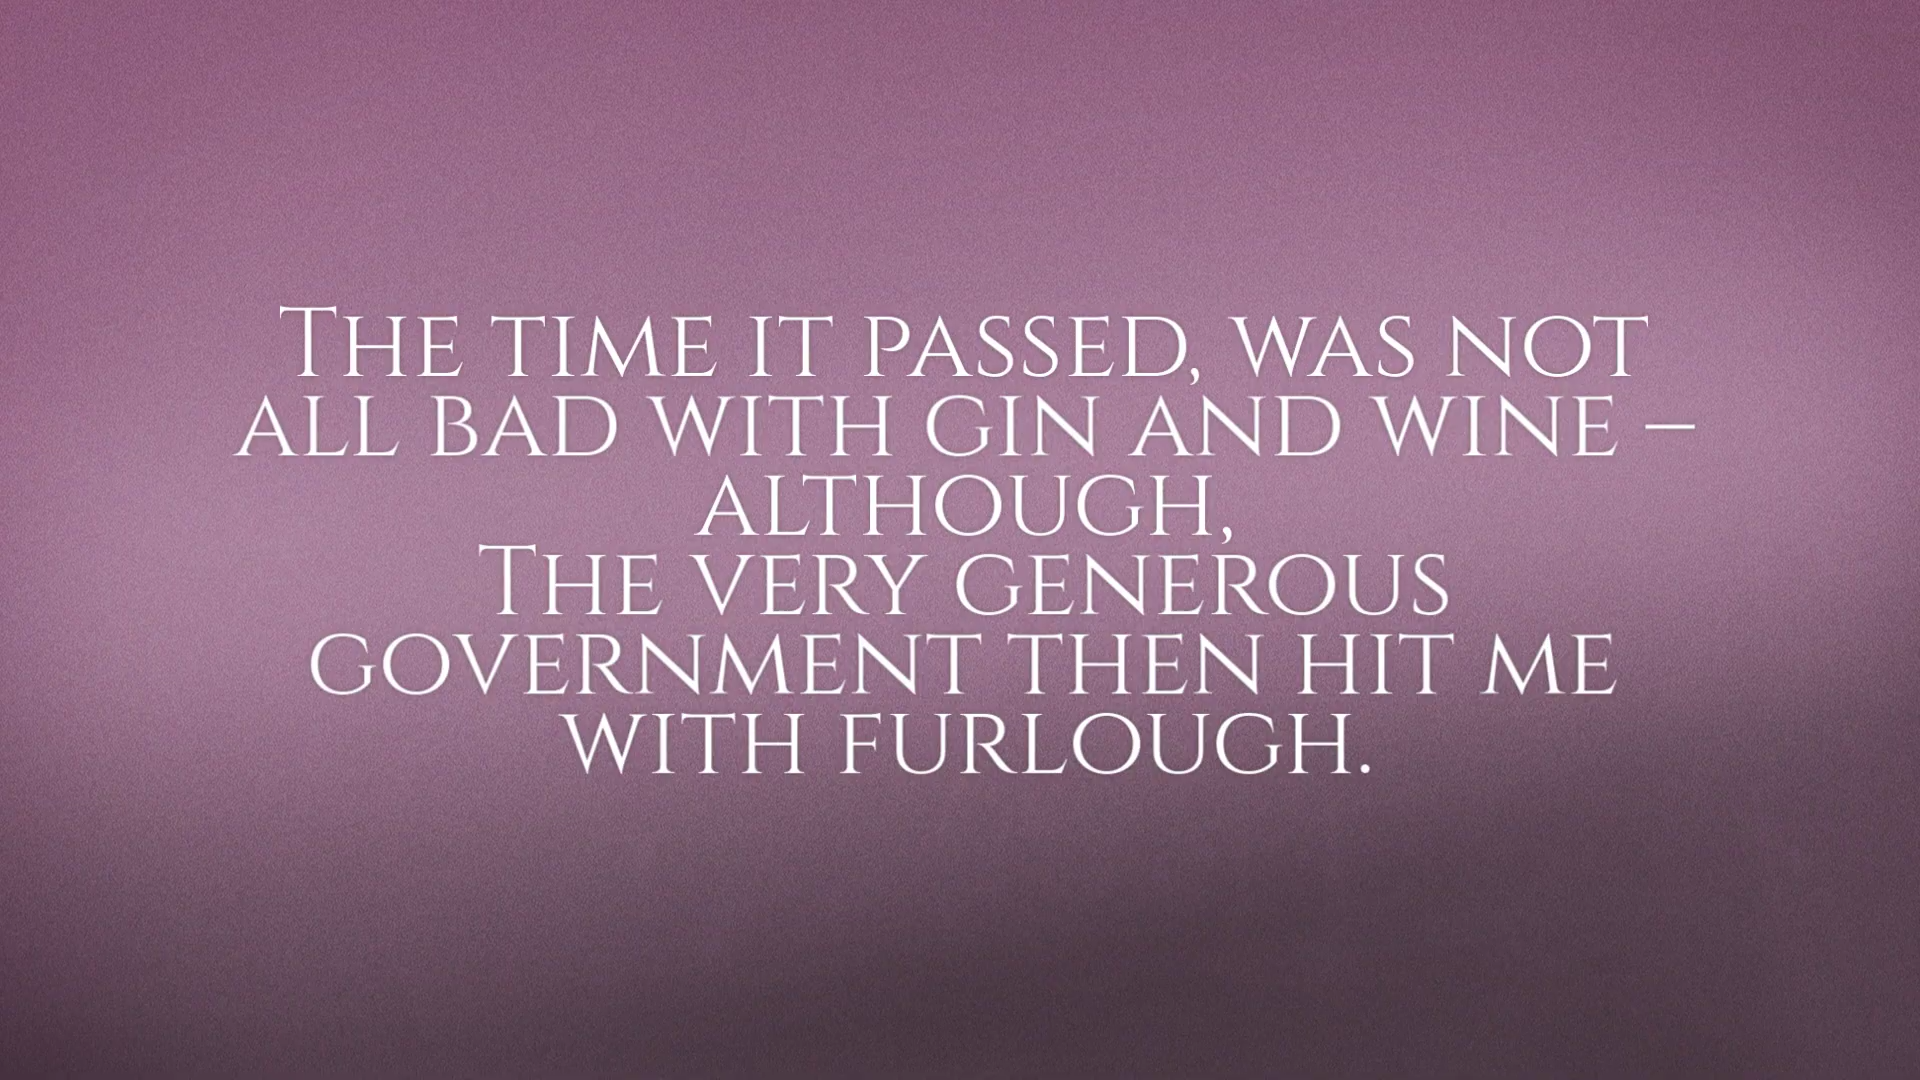 The time it passed, was not
all bad with gin and wine –
although,
The very generous
government then hit me
with furlough.